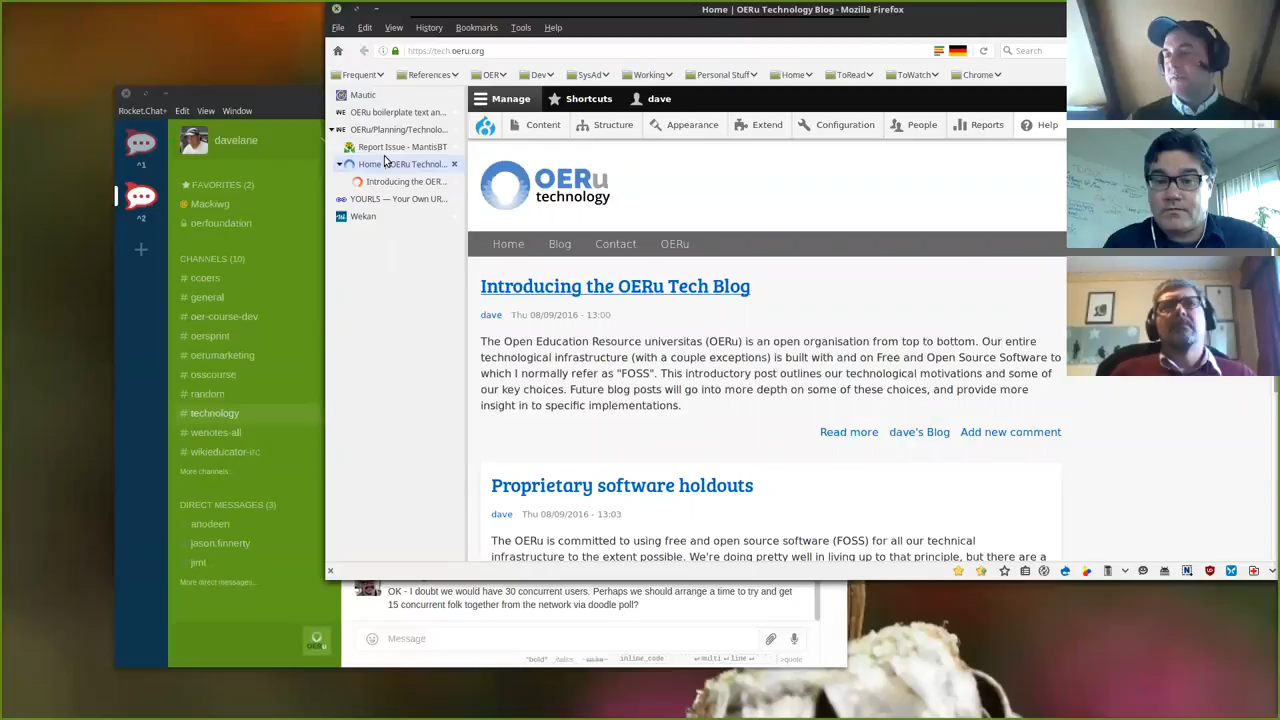 Home | OERu Technology Blog - Mozilla Firefox
File Edit View History Bookmarks Tools Help
https://tech.oeru.org
Search
Frequent References OER Dev SysAd Working Personal Stuff Home ToRead ToWatch Chrome
Mautic
OERu boilerplate text an...
OERu/Planning/Technolo...
Report Issue - MantisBT
Home | OERu Technol...
Introducing the OER...
YOURLS — Your Own UR...
Wekan
Manage Shortcuts dave
Content Structure Appearance Extend Configuration People Reports Help
OERu
technology
Home Blog Contact OERu
Introducing the OERu Tech Blog
dave Thu 08/09/2016 - 13:00
The Open Education Resource universitas (OERu) is an open organisation from top to bottom. Our entire
technological infrastructure (with a couple exceptions) is built with and on Free and Open Source Software to
which I normally refer as "FOSS". This introductory post outlines our technological motivations and some of
our key choices. Future blog posts will go into more depth on some of these choices, and provide more
insight in to specific implementations.
Read more dave's Blog Add new comment
Proprietary software holdouts
dave Thu 08/09/2016 - 13:03
The OERu is committed to using free and open source software (FOSS) for all our technical
infrastructure to the extent possible. We're doing pretty well in living up to that principle, but there are a
Rocket.Chat+ Edit View Window
^1
^2
davelane
FAVORITES (2)
Mackiwg
oerfoundation
CHANNELS (10)
# ccoers
# general
# oer-course-dev
# oersprint
# oerumarketing
# osscourse
# random
# technology
# wenotes-all
# wikieducator-irc
More channels...
DIRECT MESSAGES (3)
anodeen
jason.finnerty
jiml
More direct messages...
OERu
OK - I doubt we would have 30 concurrent users. Perhaps we should arrange a time to try and get
15 concurrent folk together from the network via doodle poll?
Message
*bold* _italics_ ~strike~ inline_code multi line >quote